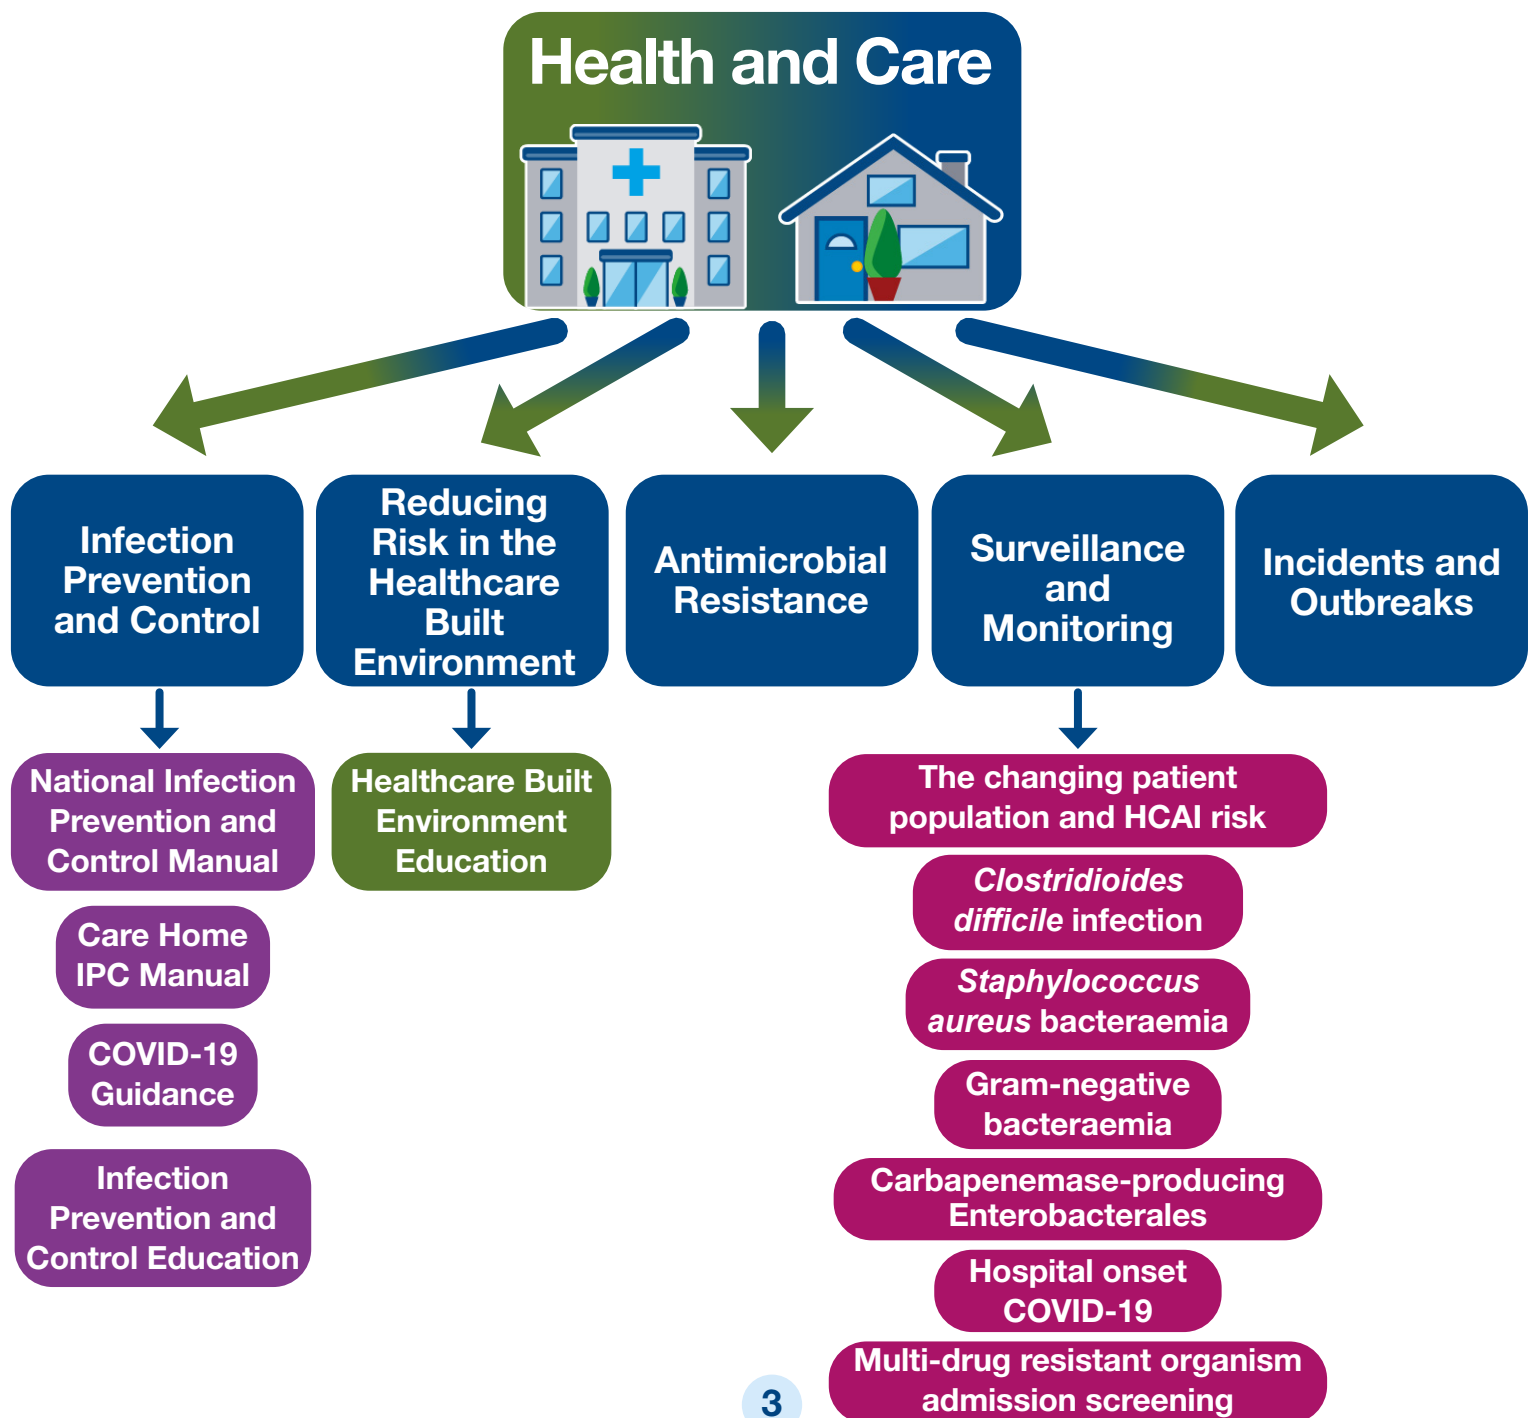 Health and Care
Infection
Prevention
and Control
Reducing
Risk in the
Healthcare
Built
Environment
Antimicrobial
Resistance
Surveillance
and
Monitoring
Incidents and
Outbreaks
National Infection
Prevention and
Control Manual
Care Home
IPC Manual
COVID-19
Guidance
Infection
Prevention and
Control Education
Healthcare Built
Environment
Education
The changing patient
population and HCAI risk
Clostridioides
difficile infection
Staphylococcus
aureus bacteraemia
Gram-negative
bacteraemia
Carbapenemase-producing
Enterobacterales
Hospital onset
COVID-19
Multi-drug resistant organism
admission screening
3